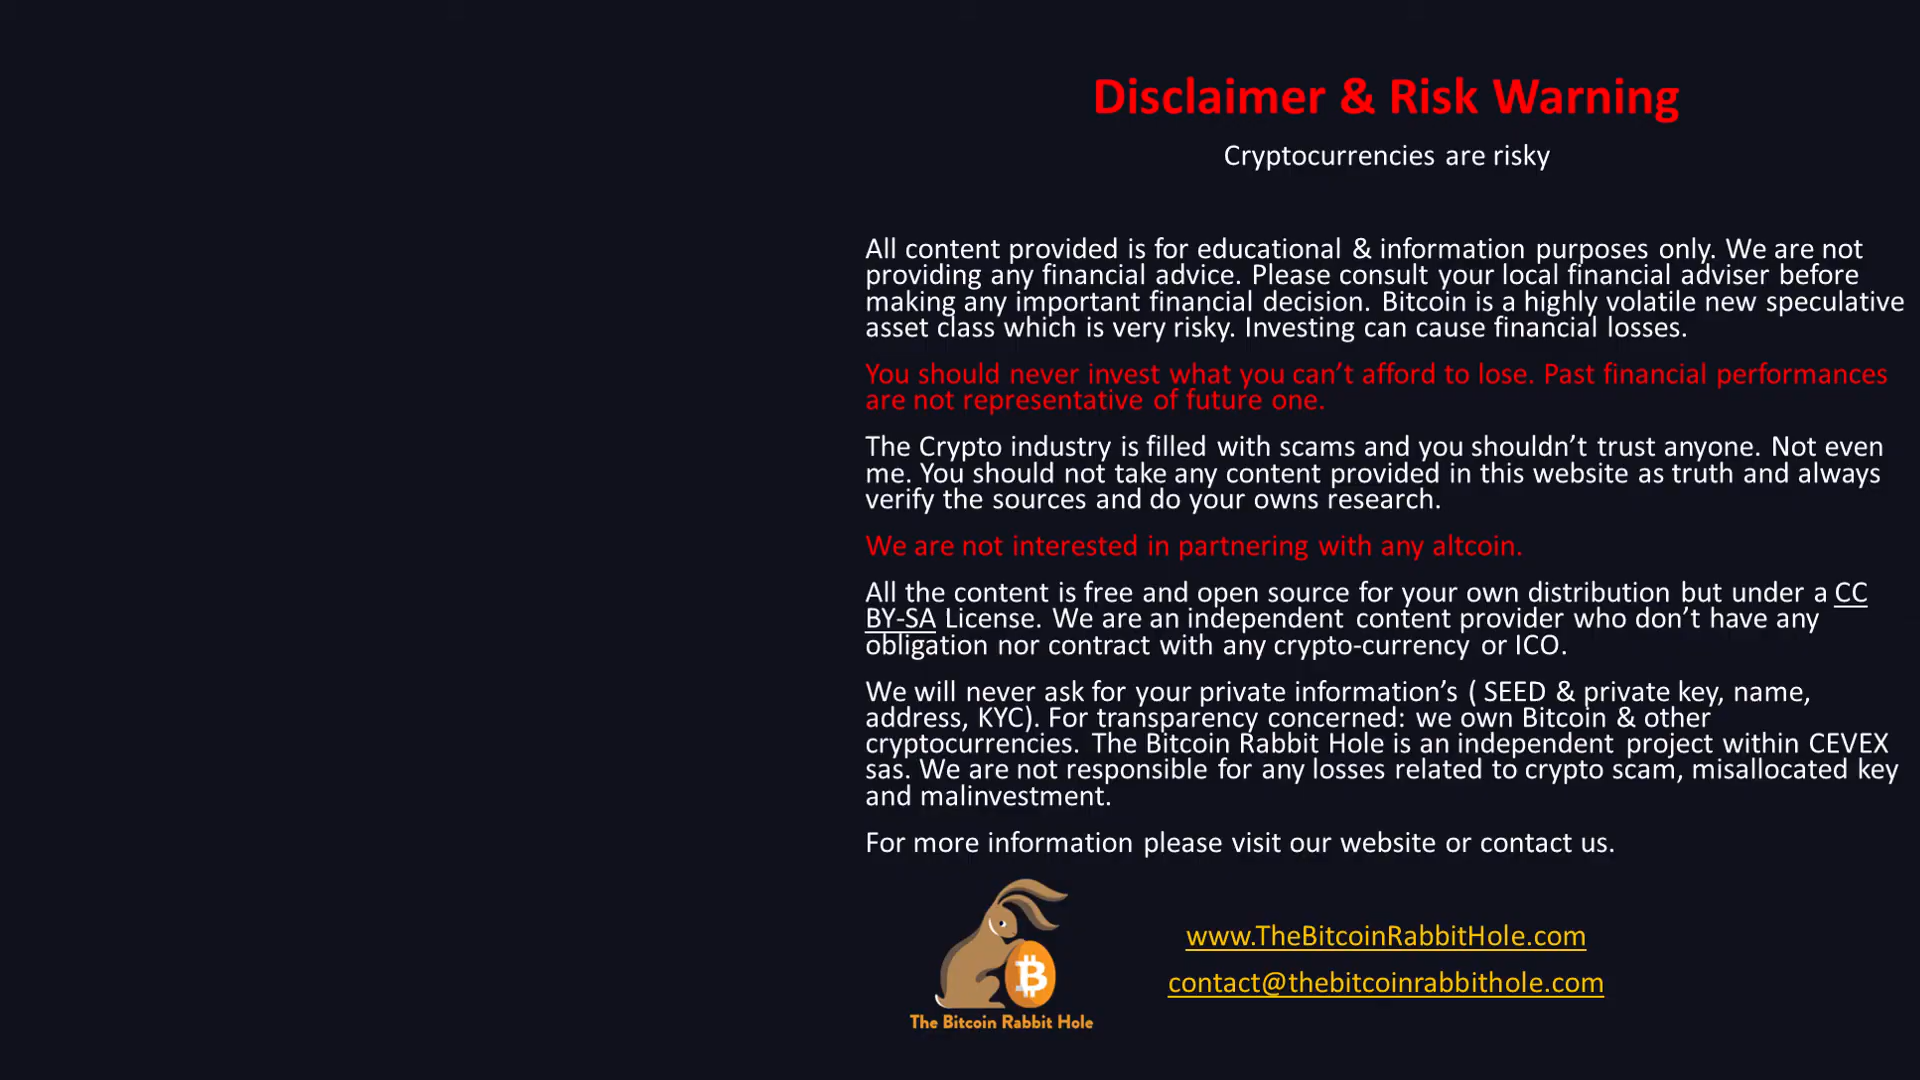 Disclaimer & Risk Warning
Cryptocurrencies are risky
All content provided is for educational & information purposes only. We are not
providing any financial advice. Please consult your local financial adviser before
making any important financial decision. Bitcoin is a highly volatile new speculative
asset class which is very risky. Investing can cause financial losses.
You should never invest what you can’t afford to lose. Past financial performances
are not representative of future one.
The Crypto industry is filled with scams and you shouldn’t trust anyone. Not even
me. You should not take any content provided in this website as truth and always
verify the sources and do your owns research.
We are not interested in partnering with any altcoin.
All the content is free and open source for your own distribution but under a CC
BY-SA License. We are an independent content provider who don’t have any
obligation nor contract with any crypto-currency or ICO.
We will never ask for your private information’s ( SEED & private key, name,
address, KYC). For transparency concerned: we own Bitcoin & other
cryptocurrencies. The Bitcoin Rabbit Hole is an independent project within CEVEX
sas. We are not responsible for any losses related to crypto scam, misallocated key
and malinvestment.
For more information please visit our website or contact us.
www.TheBitcoinRabbitHole.com
contact@thebitcoinrabbithole.com
The Bitcoin Rabbit Hole